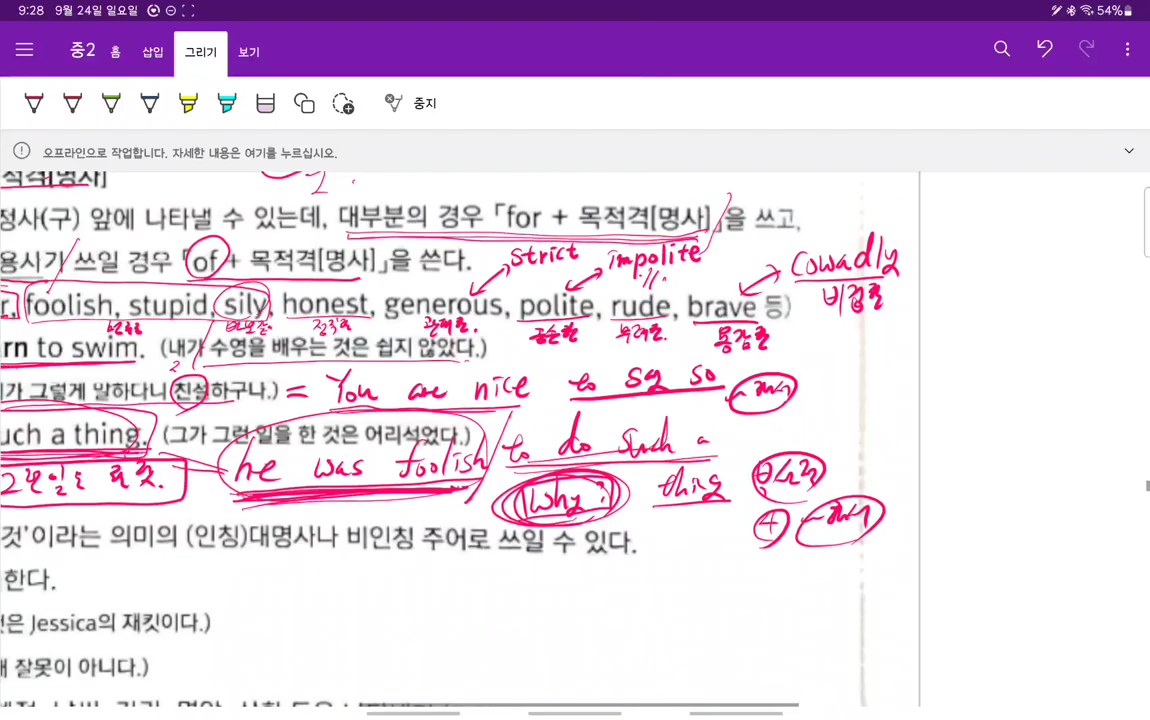 9:28 9월 24일 일요일 54%
중2 홈 삽입 그리기 보기
중지
오프라인으로 작업합니다. 자세한 내용은 여기를 누르십시오.
적격[명사]
정사(구) 앞에 나타낼 수 있는데, 대부분의 경우 「for + 목적격[명사]」을 쓰고,
용시기 쓰일 경우 「of + 목적격[명사]」을 쓴다.
strict impolite cowadly
비겁한
r, foolish, stupid, sily, honest, generous, polite, rude, brave 등)
정직한 관대한. 공손한 무례한. 용감한
rn to swim. (내가 수영을 배우는 것은 쉽지 않았다.)
가 그렇게 말하다니 친절하구나.) = You are nice to say so
uch a thing. (그가 그런 일을 한 것은 어리석었다.) to do such a
he was foolish thing
Why?
것'이라는 의미의 (인칭)대명사나 비인칭 주어로 쓰일 수 있다.
한다.
것은 Jessica의 재킷이다.)
내 잘못이 아니다.)